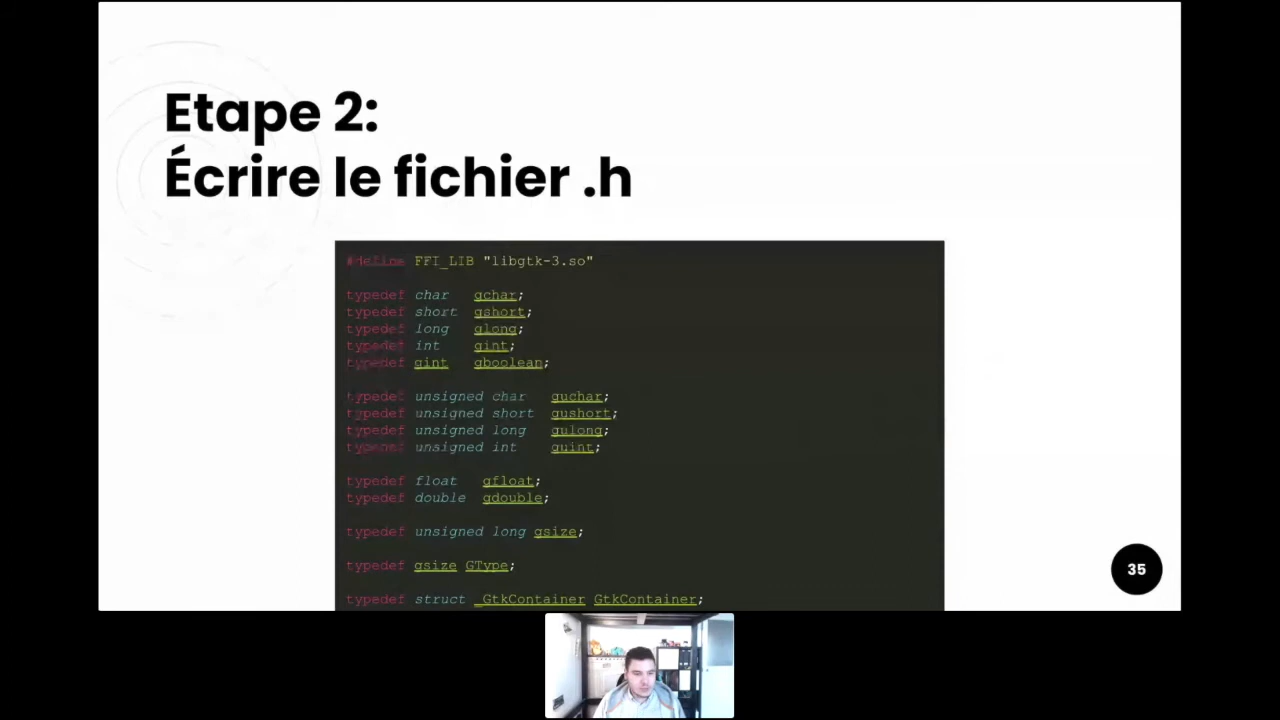 Etape 2:
Écrire le fichier .h
#define FFI_LIB "libgtk-3.so"
typedef char gchar;
typedef short gshort;
typedef long glong;
typedef int gint;
typedef gint gboolean;
typedef unsigned char guchar;
typedef unsigned short gushort;
typedef unsigned long gulong;
typedef unsigned int guint;
typedef float gfloat;
typedef double gdouble;
typedef unsigned long gsize;
typedef gsize GType;
typedef struct _GtkContainer GtkContainer;
35